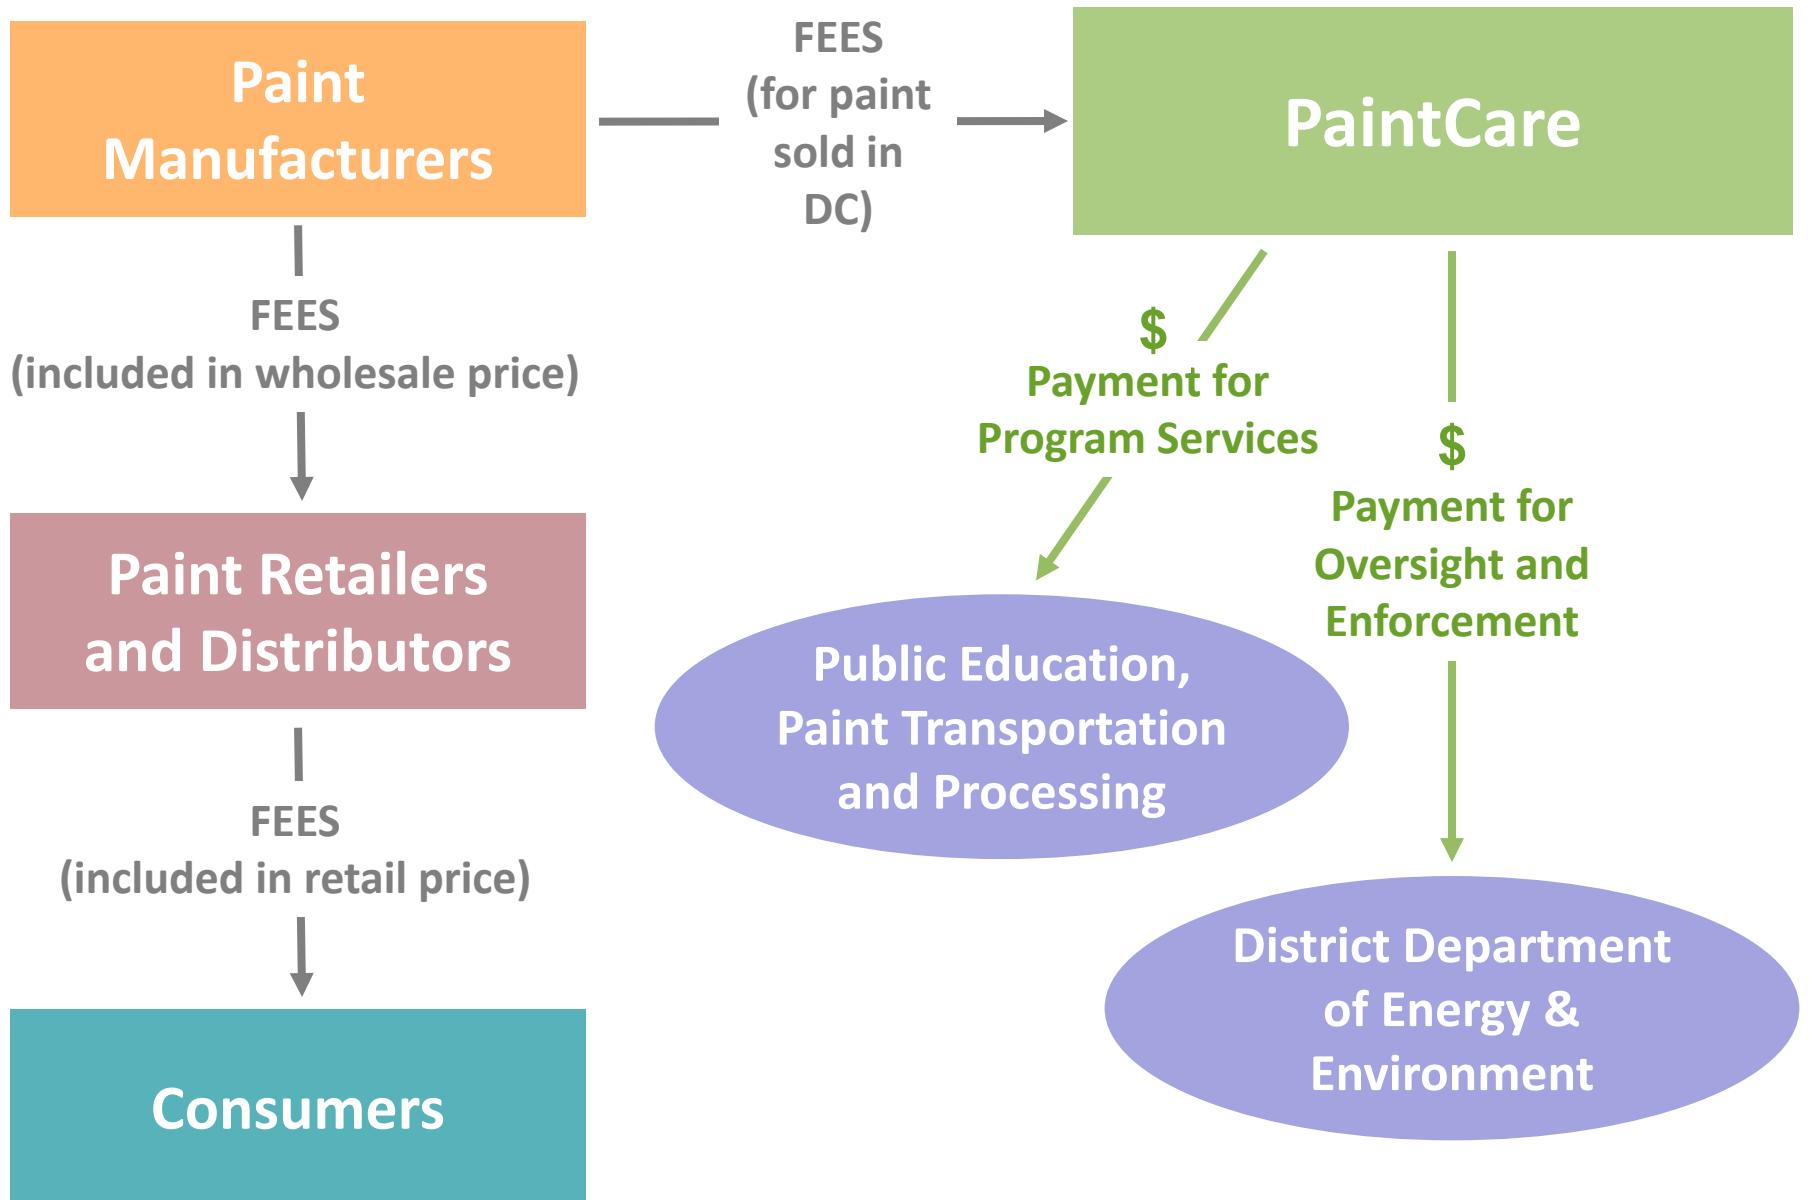 Paint
Manufacturers
FEES
(for paint
sold in
DC)
PaintCare
FEES
(included in wholesale price)
$
Payment for
Program Services
$
Payment for
Oversight and
Enforcement
Paint Retailers
and Distributors
Public Education,
Paint Transportation
and Processing
FEES
(included in retail price)
District Department
of Energy &
Environment
Consumers